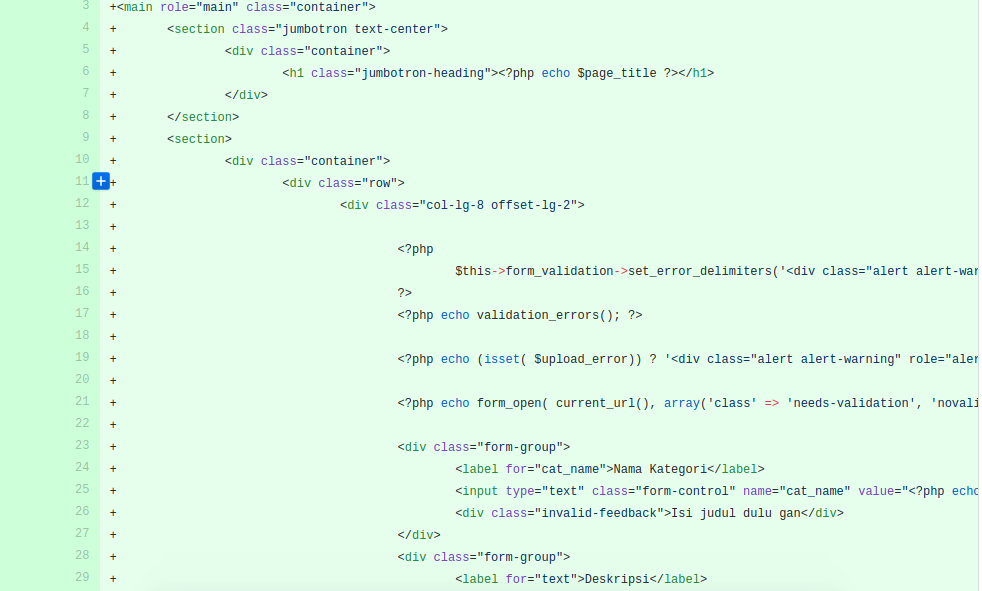 3 +<main role="main" class="container">
4 + <section class="jumbotron text-center">
5 + <div class="container">
6 + <h1 class="jumbotron-heading"><?php echo $page_title ?></h1>
7 + </div>
8 + </section>
9 + <section>
10 + <div class="container">
11 + <div class="row">
12 + <div class="col-lg-8 offset-lg-2">
13 +
14 + <?php
15 + $this->form_validation->set_error_delimiters('<div class="alert alert-war
16 + ?>
17 + <?php echo validation_errors(); ?>
18 +
19 + <?php echo (isset( $upload_error)) ? '<div class="alert alert-warning" role="aler
20 +
21 + <?php echo form_open( current_url(), array('class' => 'needs-validation', 'novali
22 +
23 + <div class="form-group">
24 + <label for="cat_name">Nama Kategori</label>
25 + <input type="text" class="form-control" name="cat_name" value="<?php echo
26 + <div class="invalid-feedback">Isi judul dulu gan</div>
27 + </div>
28 + <div class="form-group">
29 + <label for="text">Deskripsi</label>